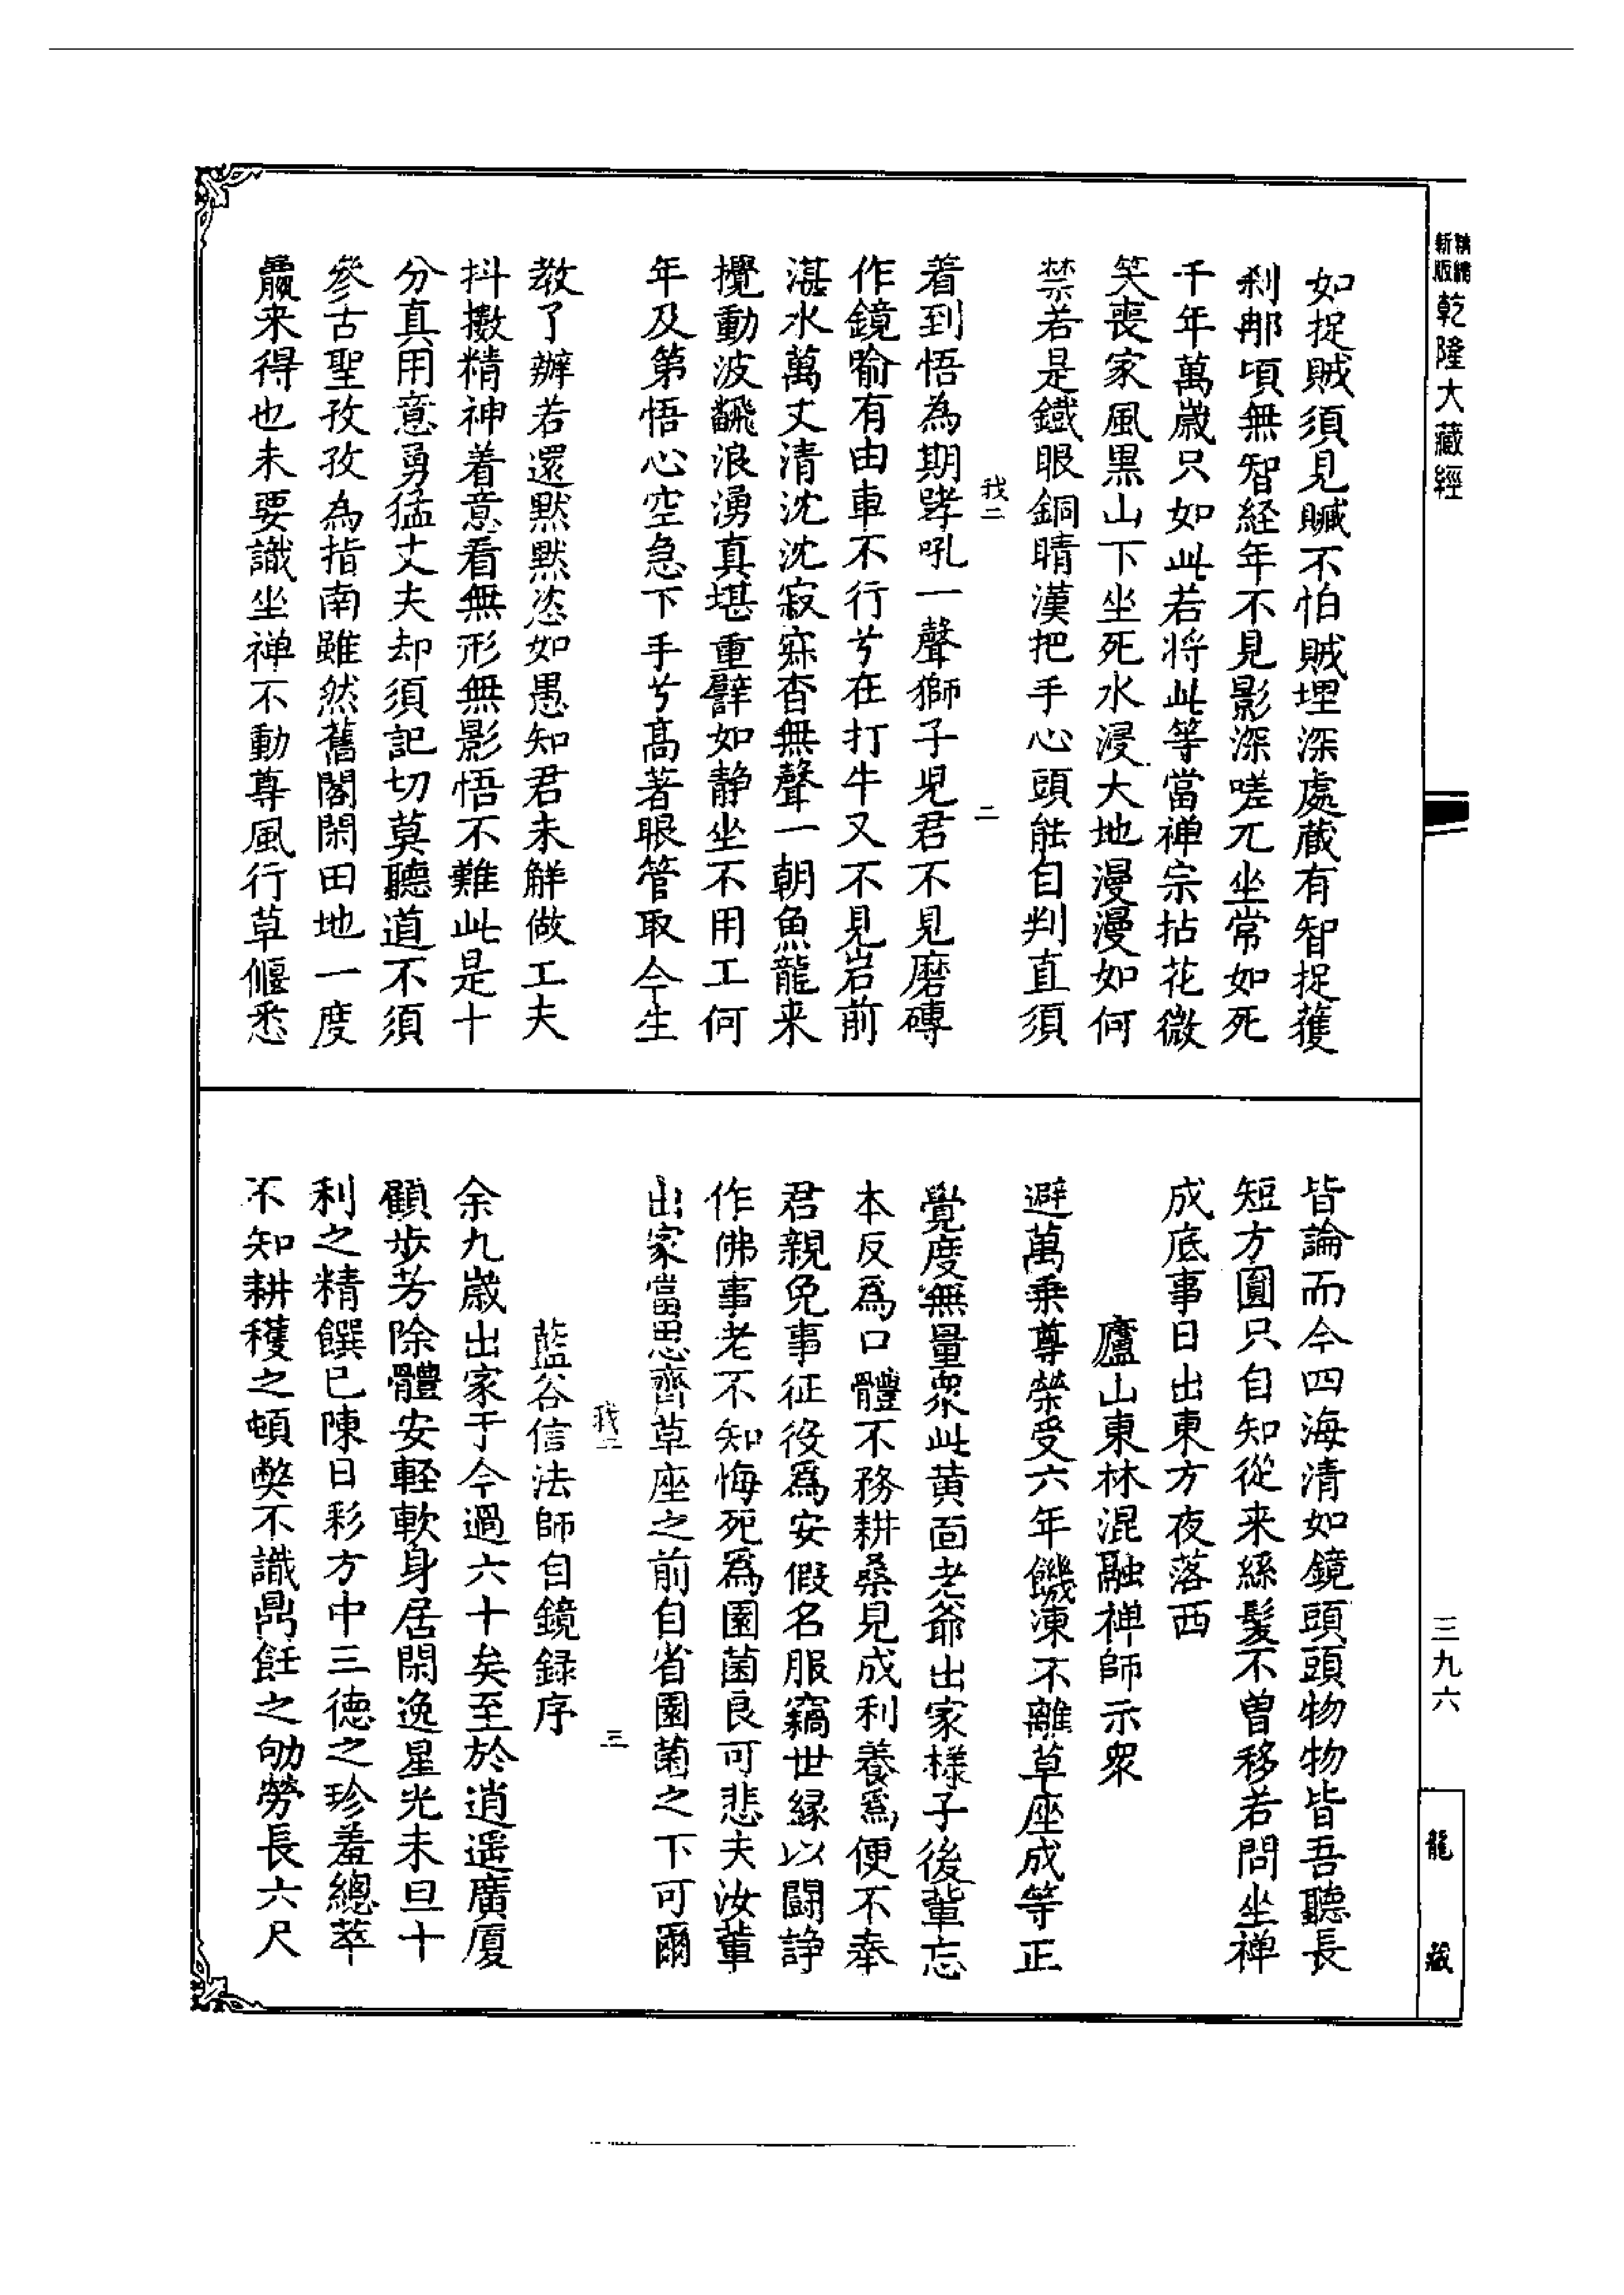 精繕
新版
乾隆大藏經
如捉賊須見贓不怕賊埋深處藏有智捉獲
剎那頃無智経年不見影深嗟兀坐常如死
千年萬歲只如此若將此等當禅宗拈花微
笑喪家風黒山下坐死水浸大地漫漫如何
禁若是鐵眼銅睛漢把手心頭能自判直須
我二
二
着到悟為期哮吼一聲獅子児君不見磨磚
作鏡喻有由車不行兮在打牛又不見岩前
湛水萬丈清沈沈寂寂杳無聲一朝魚龍来
攪動波飜浪湧真堪重譬如静坐不用工何
年及第悟心空急下手兮高著眼管取今生
教了辦若還黙黙恣如愚知君未解做工夫
抖擻精神着意看無形無影悟不難此是十
分真用意勇猛丈夫却須記切莫聽道不須
參古聖孜孜為指南雖然舊閣閑田地一度
贏来得也未要識坐禅不動尊風行草偃悉
皆論而今四海清如鏡頭頭物物皆吾聽長
短方圓只自知從来絲髮不曽移若問坐禅
成底事日出東方夜落西
廬山東林混融禅師示衆
避萬乗尊榮受六年饑凍不離草座成等正
覺度無量衆此黄面老爺出家樣子後輩忘
本反爲口體不務耕桑見成利養爲便不奉
君親免事征役爲安假名服竊世縁以闘諍
作佛事老不知悔死爲園菌良可悲夫汝軰
出家當思齊草座之前自省園菌之下可爾
我二
三
藍谷信法師自鏡録序
余九歲出家于今過六十矣至於逍遥廣厦
顧步芳除體安軽軟身居閑逸星光未旦十
利之精饌已陳日彩方中三德之珍羞總萃
不知耕穫之頓弊不識鼎飪之劬勞長六尺
三九六
龍藏